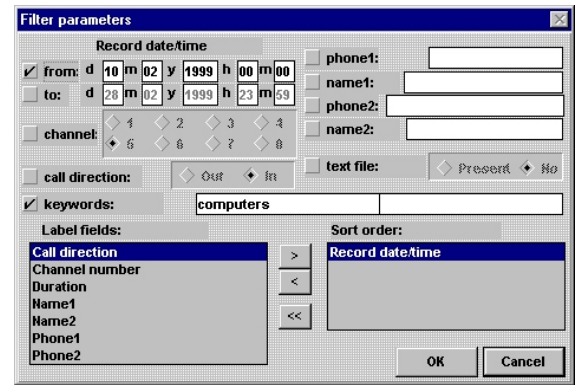 Filter parameters
Record date/time
from: d 10 m 02 y 1999 h 00 m 00
to: d 28 m 02 y 1999 h 23 m 59
channel: 1 2 3 4
5 6 7 8
call direction: Out In
phone1:
name1:
phone2:
name2:
text file: Present No
keywords: computers
Label fields:
Call direction
Channel number
Duration
Name1
Name2
Phone1
Phone2
>
<
<<
Sort order:
Record date/time
OK Cancel